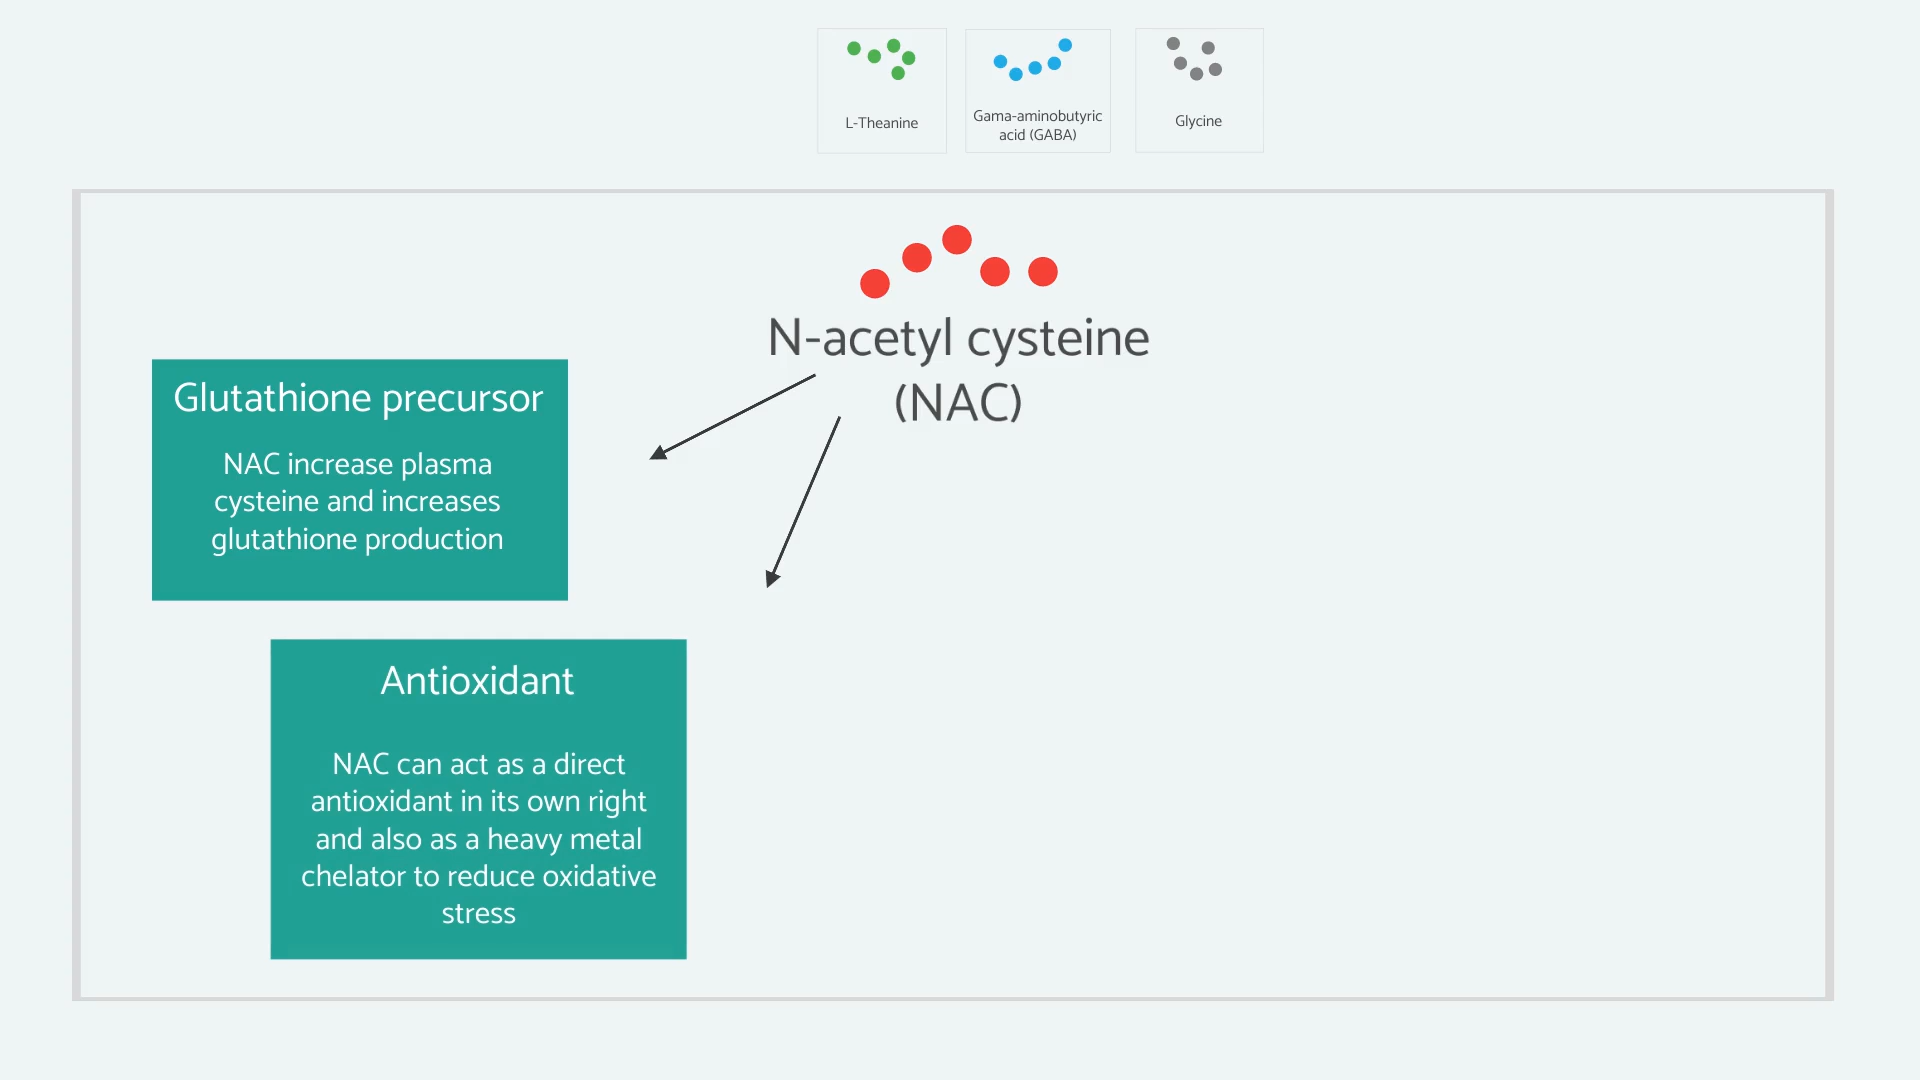 L-Theanine
Gama-aminobutyric
acid (GABA)
Glycine
N-acetyl cysteine
(NAC)
Glutathione precursor
NAC increase plasma
cysteine and increases
glutathione production
Antioxidant
NAC can act as a direct
antioxidant in its own right
and also as a heavy metal
chelator to reduce oxidative
stress